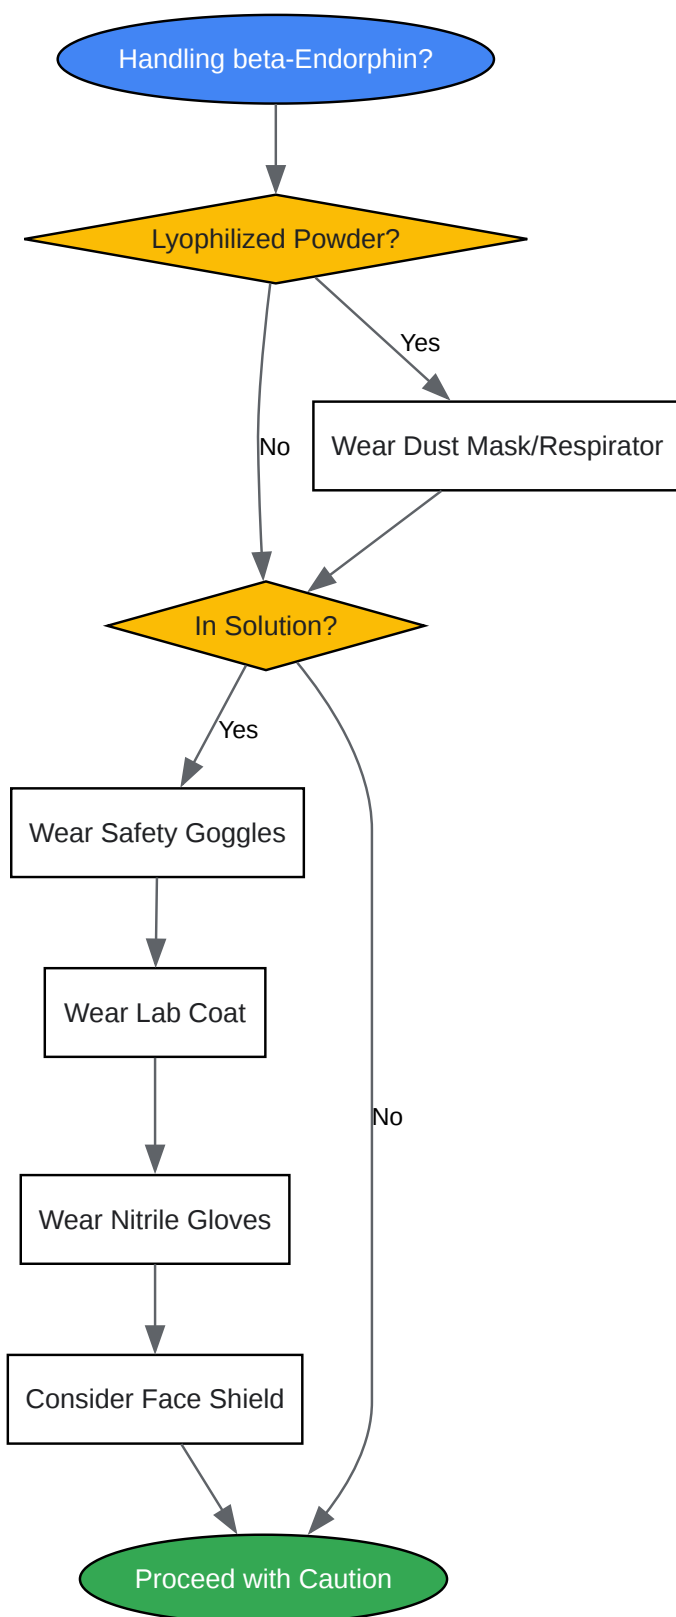 Handling beta-Endorphin?
Lyophilized Powder?
Yes
No
Wear Dust Mask/Respirator
In Solution?
Yes
Wear Safety Goggles
Wear Lab Coat
No
Wear Nitrile Gloves
Consider Face Shield
Proceed with Caution